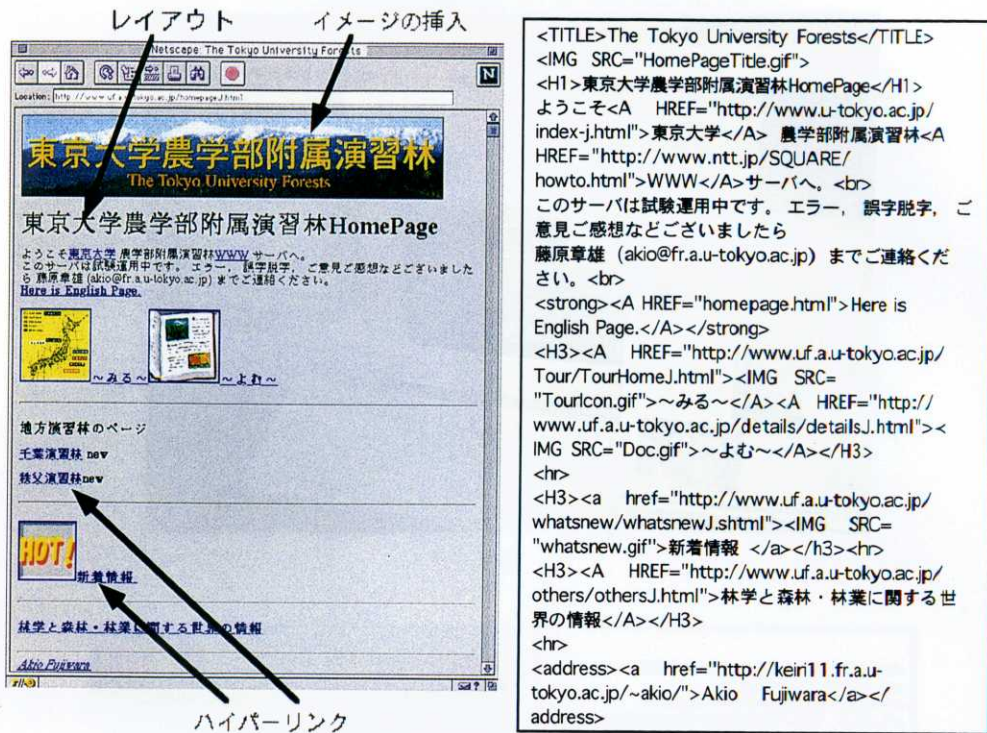 レイアウト
イメージの挿入
Netscape: The Tokyo University Forests
Location: http://www.uf.a.u-tokyo.ac.jp/homepageJ.html
東京大学農学部附属演習林
The Tokyo University Forests
東京大学農学部附属演習林HomePage
ようこそ東京大学 農学部附属演習林WWW サーバへ。
このサーバは試験運用中です。 エラー, 誤字脱字, ご意見ご感想などございました
ら 藤原章雄 (akio@fr.a.u-tokyo.ac.jp) までご連絡ください。
Here is English Page.
～みる～ ～よむ～
地方演習林のページ
千葉演習林 new
秩父演習林new
HOT!
新着情報
林学と森林・林業に関する世界の情報
Akio Fujiwara
ハイパーリンク
<TITLE>The Tokyo University Forests</TITLE>
<IMG SRC="HomePageTitle.gif">
<H1>東京大学農学部附属演習林HomePage</H1>
ようこそ<A HREF="http://www.u-tokyo.ac.jp/
index-j.html">東京大学</A> 農学部附属演習林<A
HREF="http://www.ntt.jp/SQUARE/
howto.html">WWW</A>サーバへ。<br>
このサーバは試験運用中です。 エラー, 誤字脱字, ご
意見ご感想などございましたら
藤原章雄 (akio@fr.a.u-tokyo.ac.jp) までご連絡くだ
さい。<br>
<strong><A HREF="homepage.html">Here is
English Page.</A></strong>
<H3><A HREF="http://www.uf.a.u-tokyo.ac.jp/
Tour/TourHomeJ.html"><IMG SRC=
"TourIcon.gif">～みる～</A><A HREF="http://
www.uf.a.u-tokyo.ac.jp/details/detailsJ.html"><
IMG SRC="Doc.gif">～よむ～</A></H3>
<hr>
<H3><a href="http://www.uf.a.u-tokyo.ac.jp/
whatsnew/whatsnewJ.shtml"><IMG SRC=
"whatsnew.gif">新着情報 </a></h3><hr>
<H3><A HREF="http://www.uf.a.u-tokyo.ac.jp/
others/othersJ.html">林学と森林・林業に関する世
界の情報</A></H3>
<hr>
<address><a href="http://keiri11.fr.a.u-
tokyo.ac.jp/~akio/">Akio Fujiwara</a></
address>